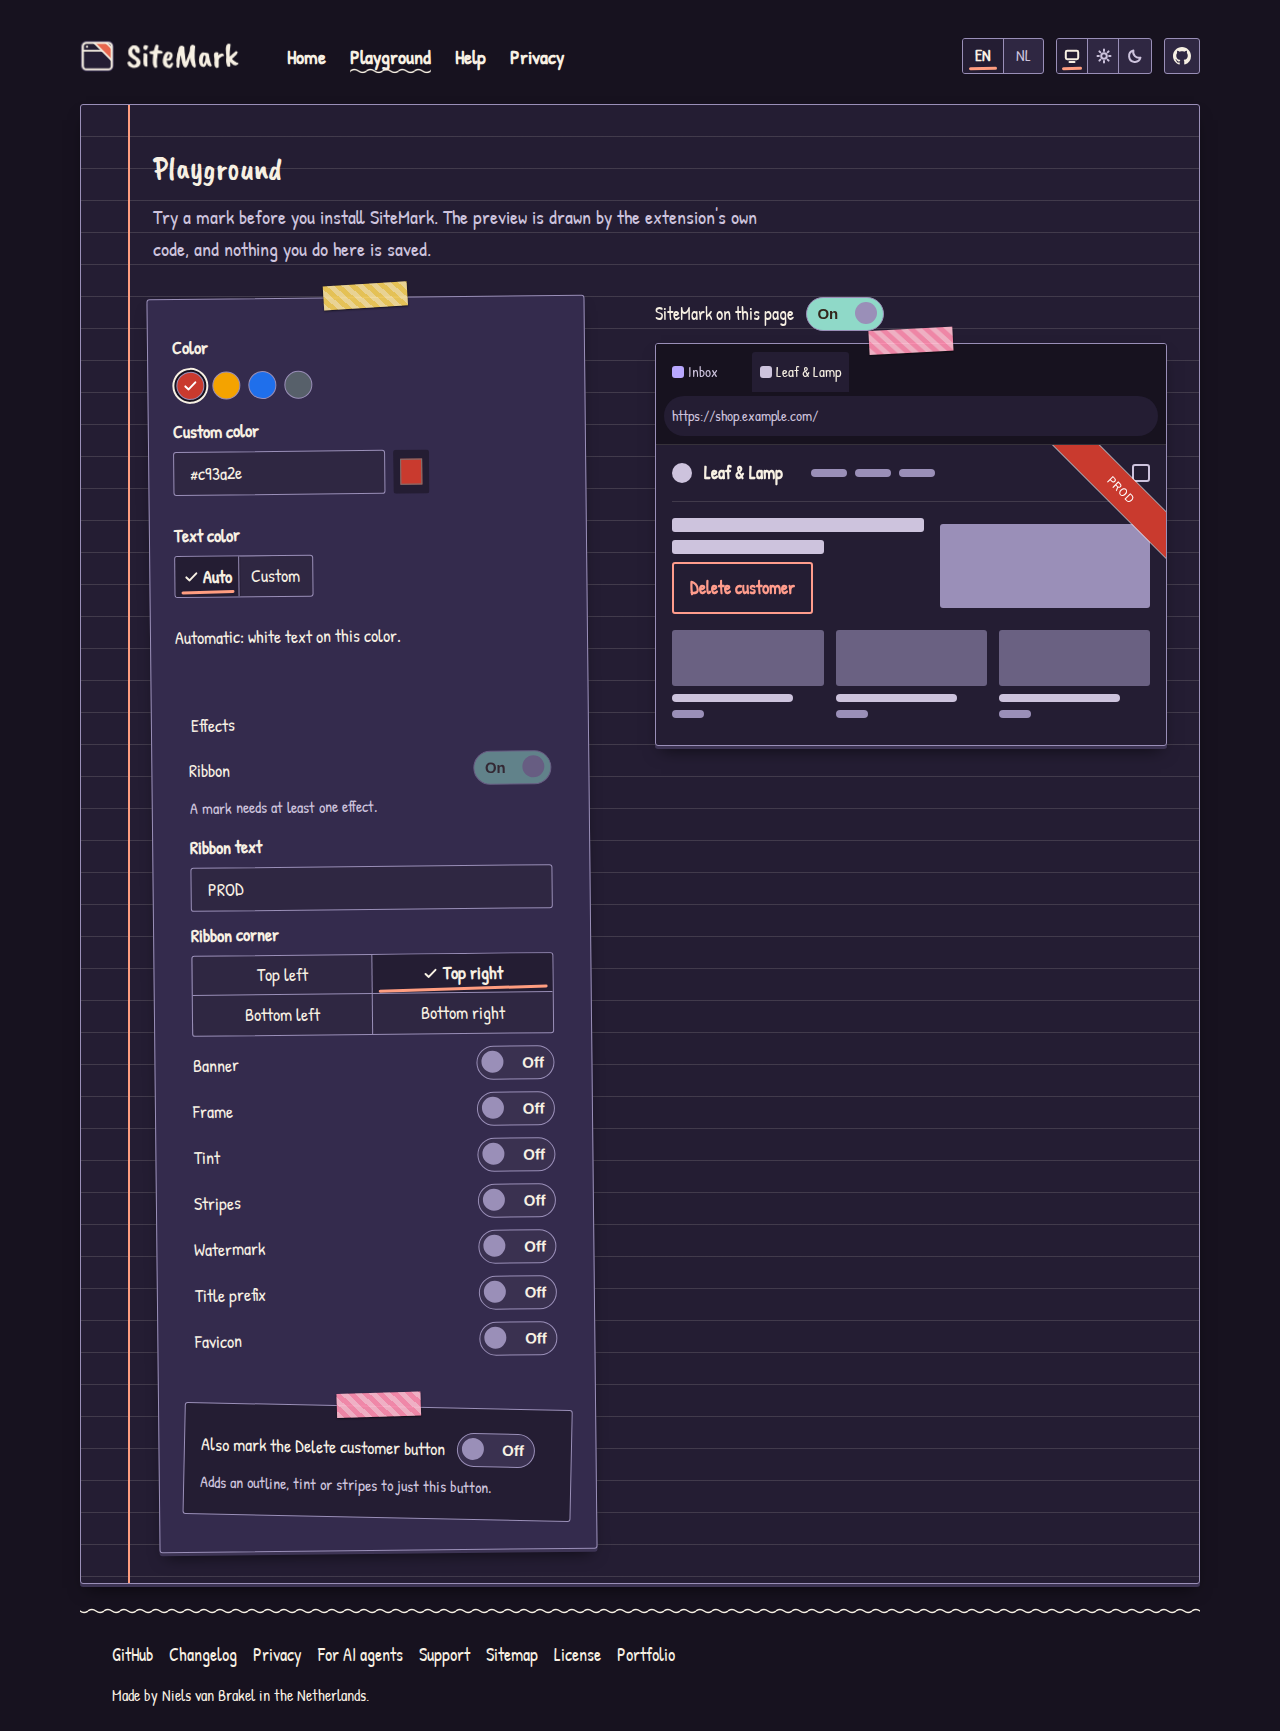 SiteMark
Home Playground Help Privacy
EN NL
Playground
Try a mark before you install SiteMark. The preview is drawn by the extension's own
code, and nothing you do here is saved.
Color
Custom color
#c93a2e
Text color
Auto Custom
Automatic: white text on this color.
Effects
Ribbon On
A mark needs at least one effect.
Ribbon text
PROD
Ribbon corner
Top left Top right
Bottom left Bottom right
Banner Off
Frame Off
Tint Off
Stripes Off
Watermark Off
Title prefix Off
Favicon Off
Also mark the Delete customer button Off
Adds an outline, tint or stripes to just this button.
SiteMark on this page On
Inbox Leaf & Lamp
https://shop.example.com/
Leaf & Lamp
PROD
Delete customer
GitHub Changelog Privacy For AI agents Support Sitemap License Portfolio
Made by Niels van Brakel in the Netherlands.